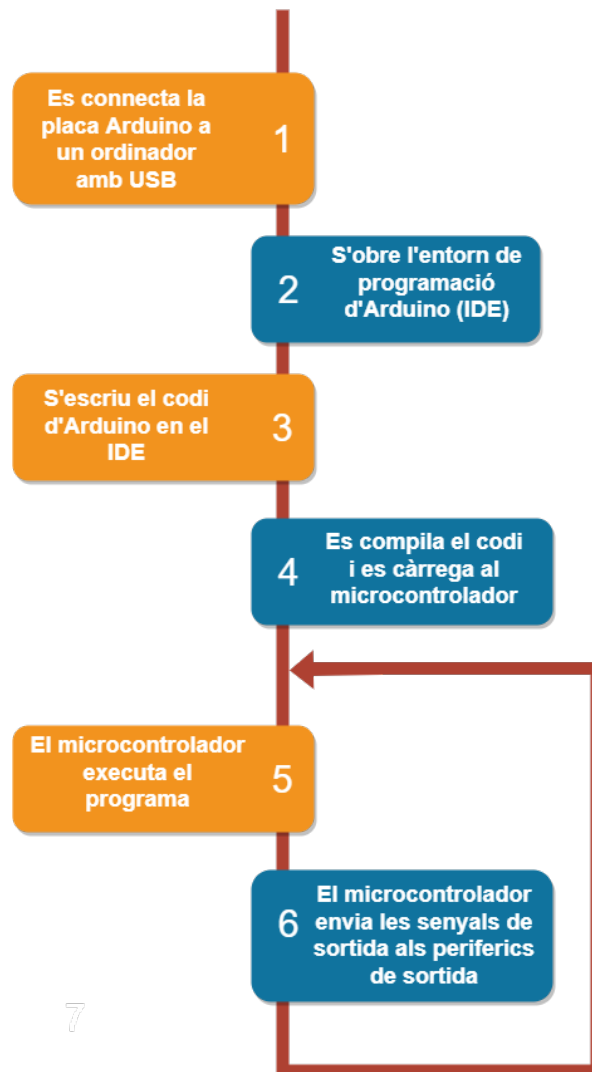 Es connecta la
placa Arduino a
un ordinador
amb USB
1
2
S'obre l'entorn de
programació
d'Arduino (IDE)
S'escriu el codi
d'Arduino en el
IDE
3
4
Es compila el codi
i es càrrega al
microcontrolador
El microcontrolador
executa el
programa
5
6
El microcontrolador
envia les senyals de
sortida als periferics
de sortida
7